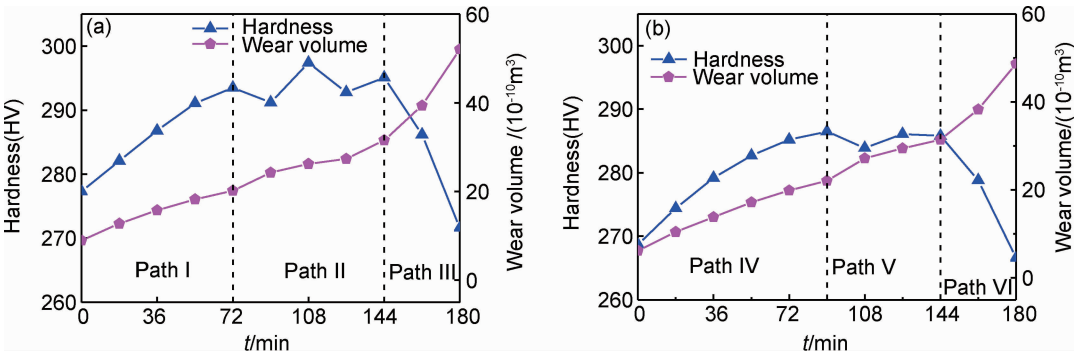 (a)
Hardness
Wear volume
300
290
280
270
260
Hardness(HV)
60
40
20
0
Wear volume /(10⁻¹⁰m³)
Path I
Path II
Path III
0 36 72 108 144 180
t/min
(b)
Hardness
Wear volume
300
290
280
270
260
Hardness(HV)
60
40
20
0
Wear volume/(10⁻¹⁰m³)
Path IV
Path V
Path VI
0 36 72 108 144 180
t/min